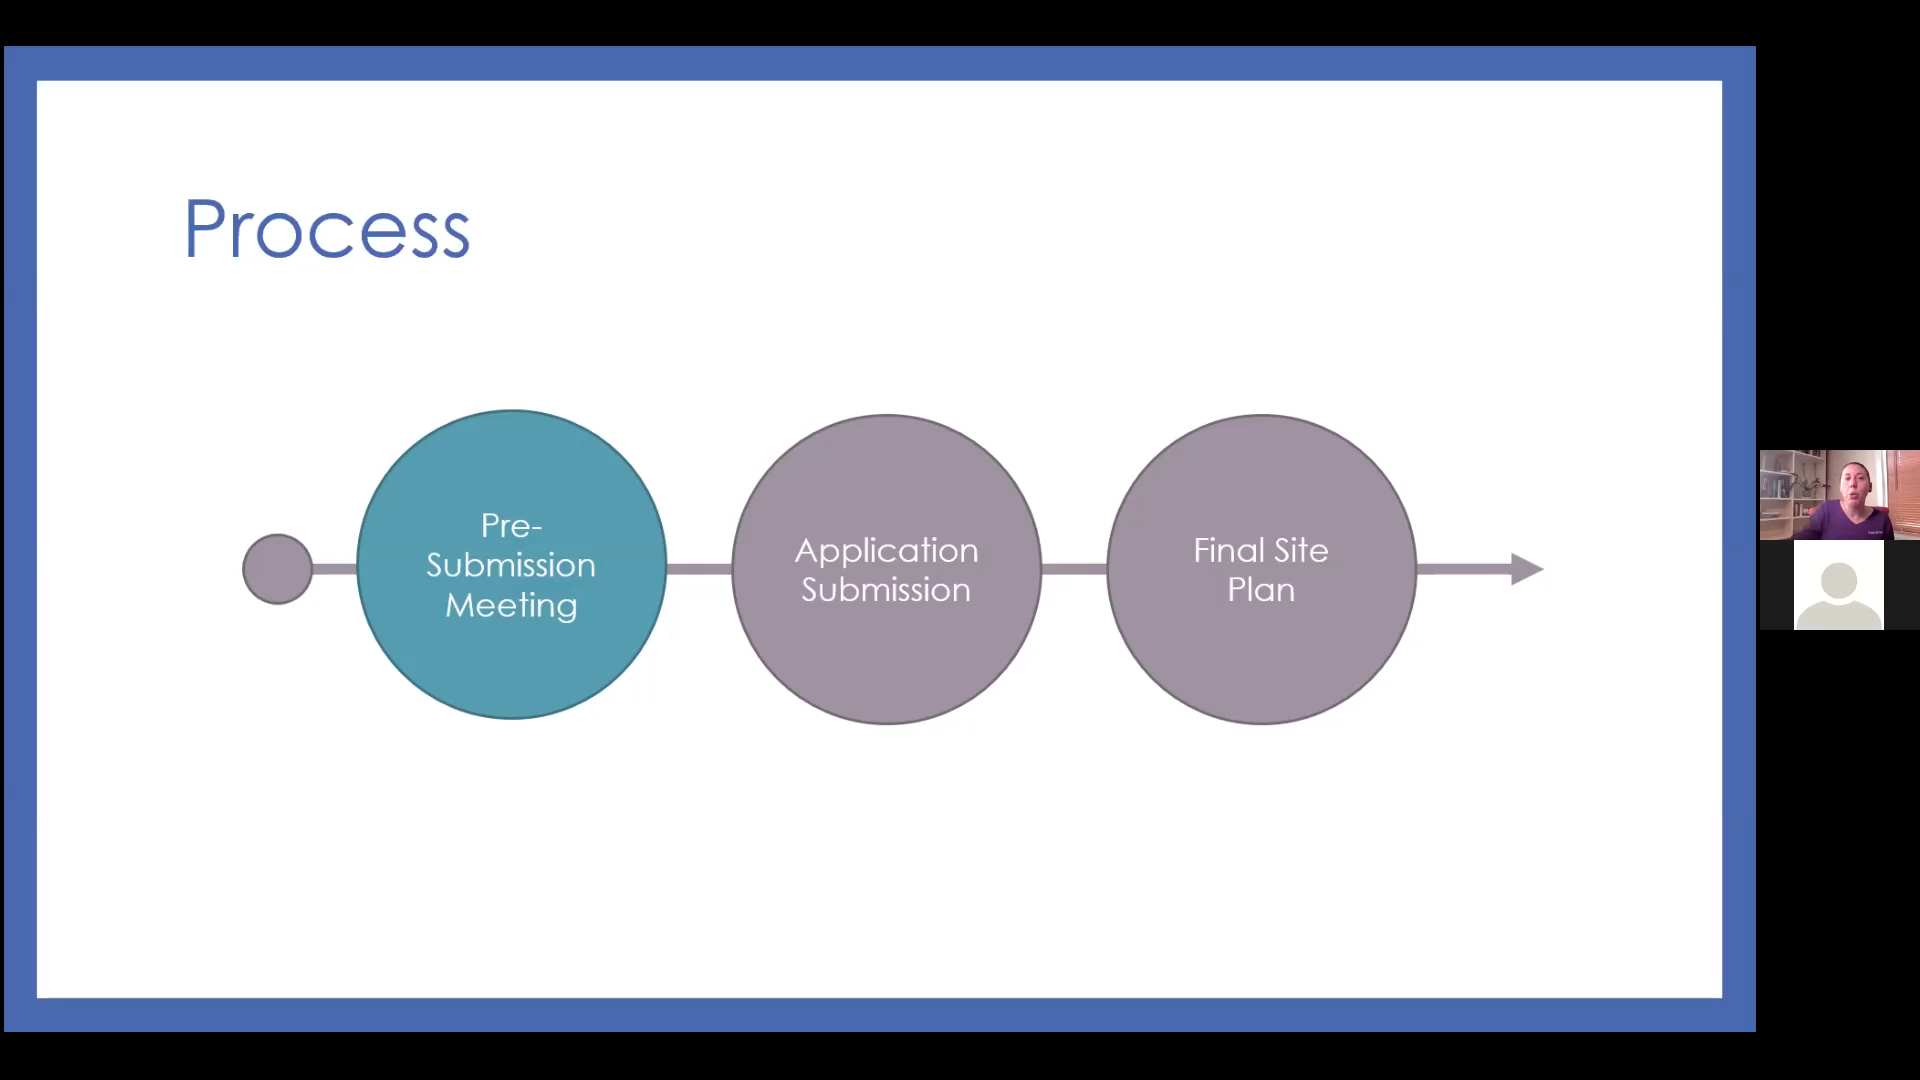 Process
Pre-
Submission
Meeting
Application
Submission
Final Site
Plan